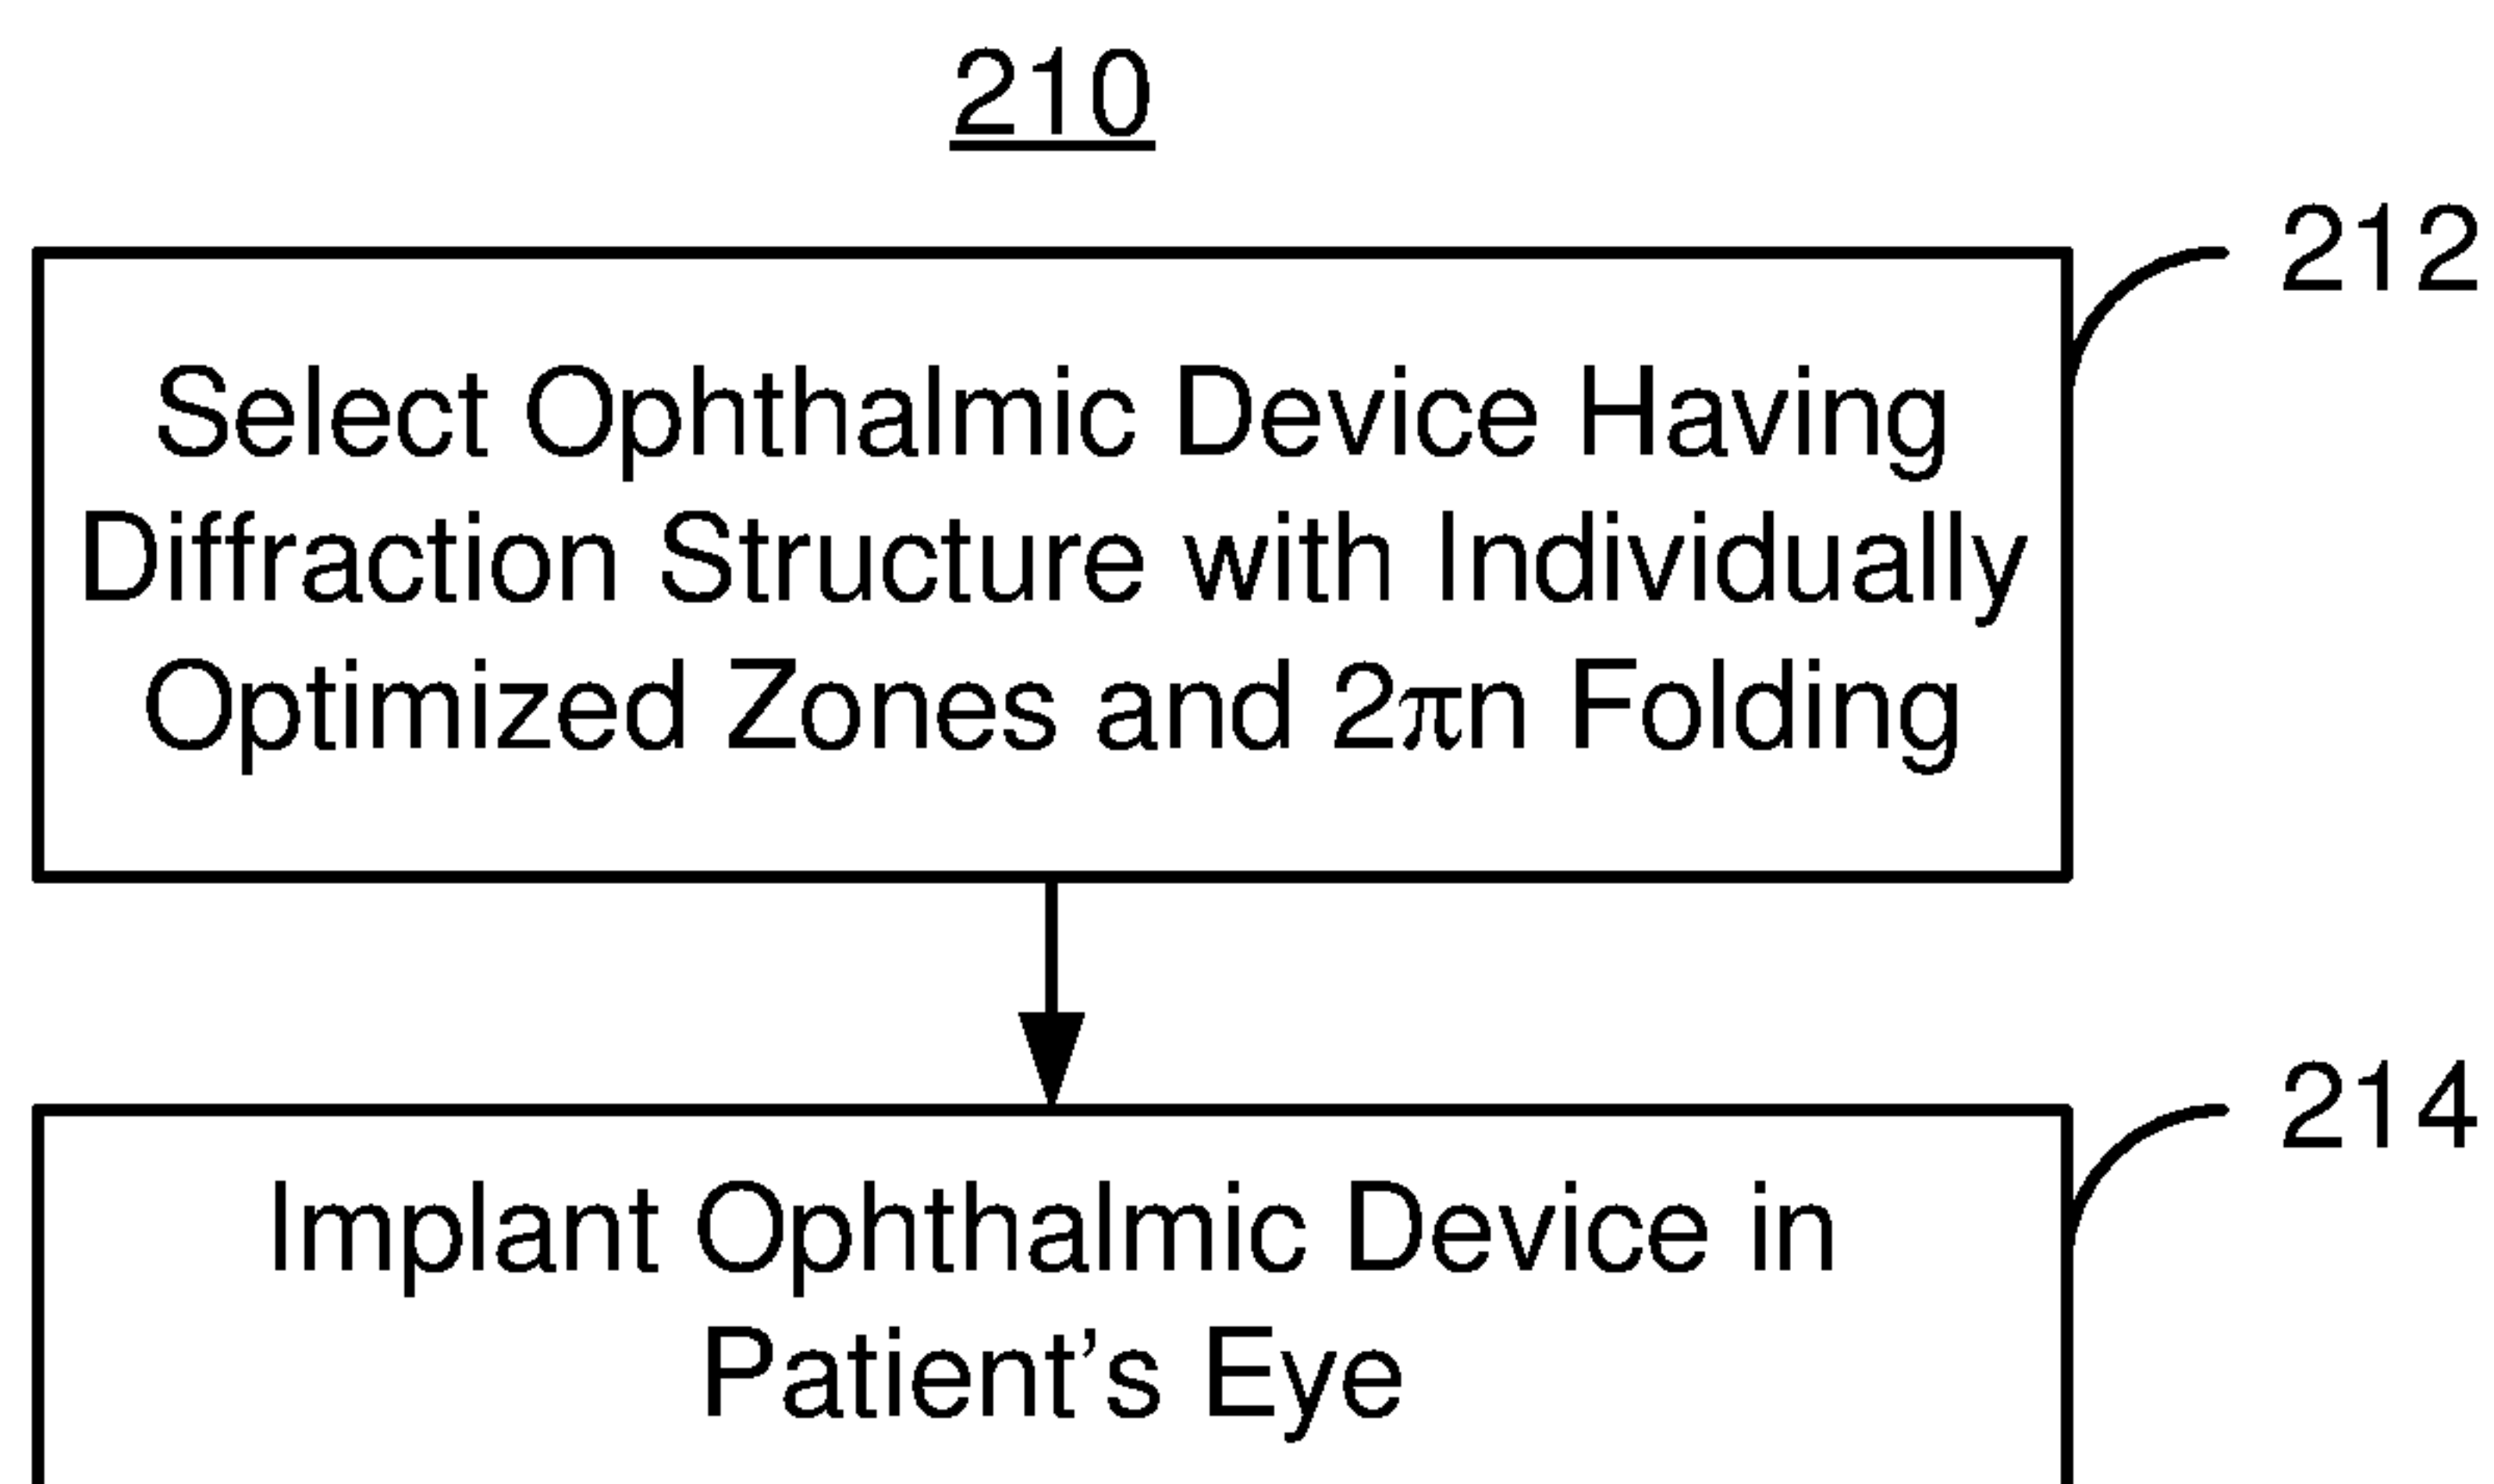 210
212
Select Ophthalmic Device Having
Diffraction Structure with Individually
Optimized Zones and 2πn Folding
214
Implant Ophthalmic Device in
Patient’s Eye